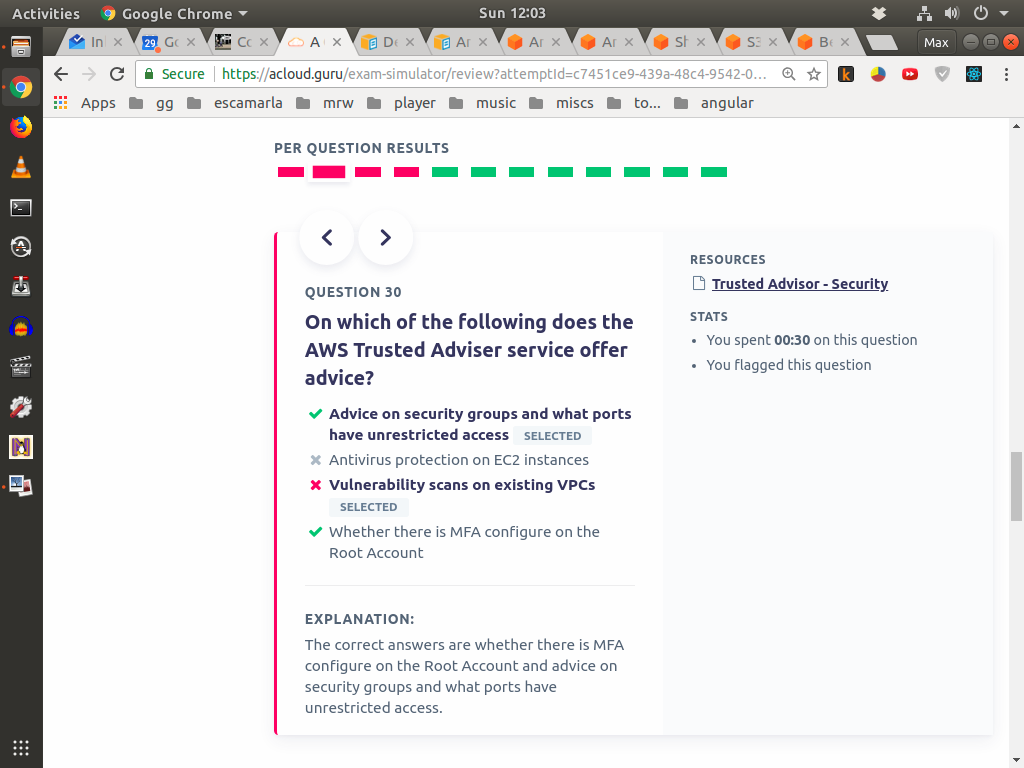 Activities Google Chrome Sun 12:03
In Gc Cc A C De Ar Ar Ar Sh S3 Be Max
Secure https://acloud.guru/exam-simulator/review?attemptId=c7451ce9-439a-48c4-9542-0...
Apps gg escamarla mrw player music miscs to... angular
PER QUESTION RESULTS
QUESTION 30
On which of the following does the
AWS Trusted Adviser service offer
advice?
Advice on security groups and what ports
have unrestricted access SELECTED
Antivirus protection on EC2 instances
Vulnerability scans on existing VPCs
SELECTED
Whether there is MFA configure on the
Root Account
EXPLANATION:
The correct answers are whether there is MFA
configure on the Root Account and advice on
security groups and what ports have
unrestricted access.
RESOURCES
Trusted Advisor - Security
STATS
• You spent 00:30 on this question
• You flagged this question